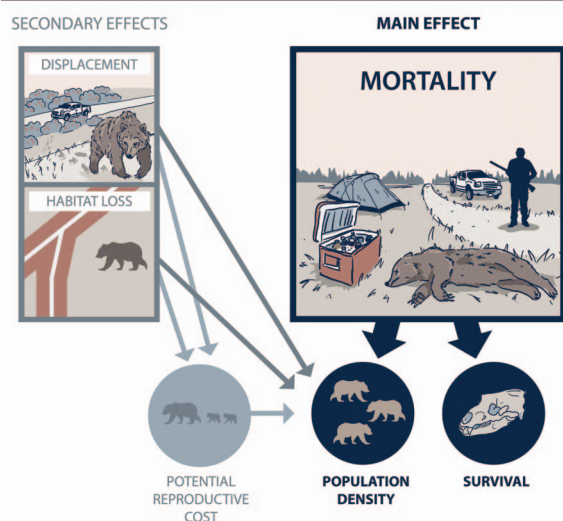 SECONDARY EFFECTS
DISPLACEMENT
HABITAT LOSS
MAIN EFFECT
MORTALITY
POTENTIAL
REPRODUCTIVE
COST
POPULATION
DENSITY
SURVIVAL